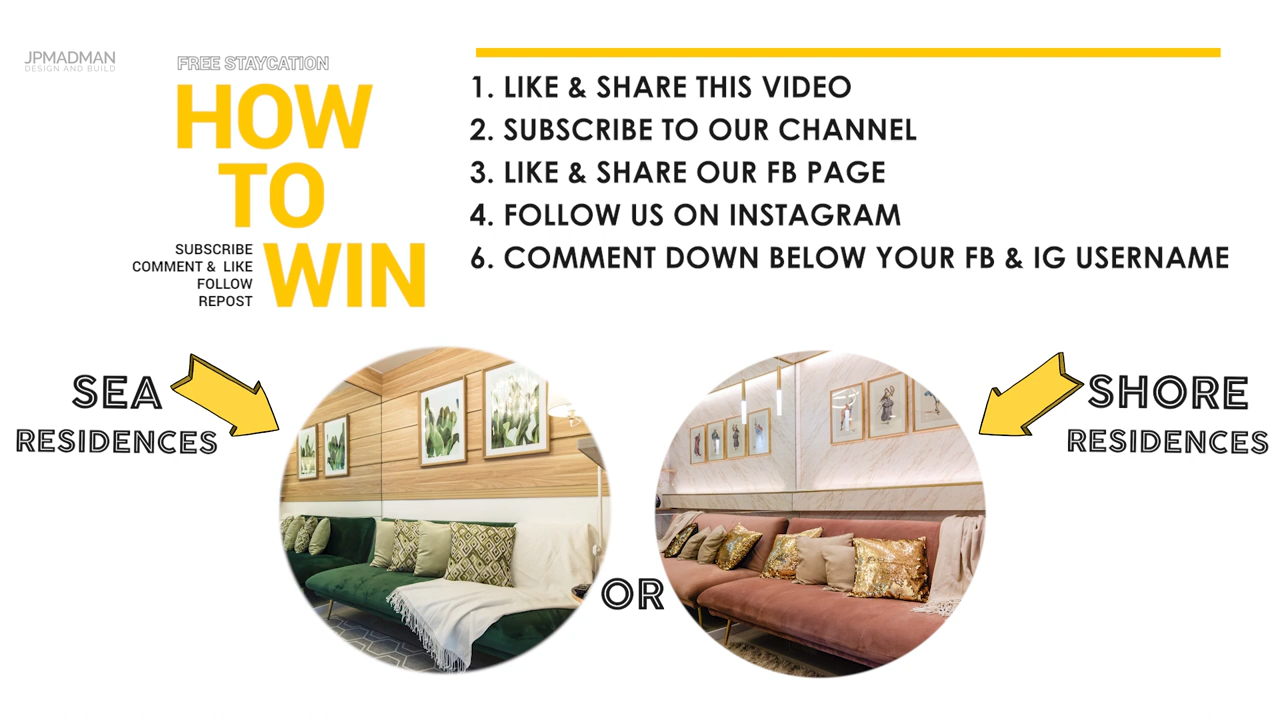 JPMADMAN
DESIGN AND BUILD
FREE STAYCATION
HOW
TO
WIN
SUBSCRIBE
COMMENT & LIKE
FOLLOW
REPOST
1. LIKE & SHARE THIS VIDEO
2. SUBSCRIBE TO OUR CHANNEL
3. LIKE & SHARE OUR FB PAGE
4. FOLLOW US ON INSTAGRAM
6. COMMENT DOWN BELOW YOUR FB & IG USERNAME
SEA
RESIDENCES
OR
SHORE
RESIDENCES